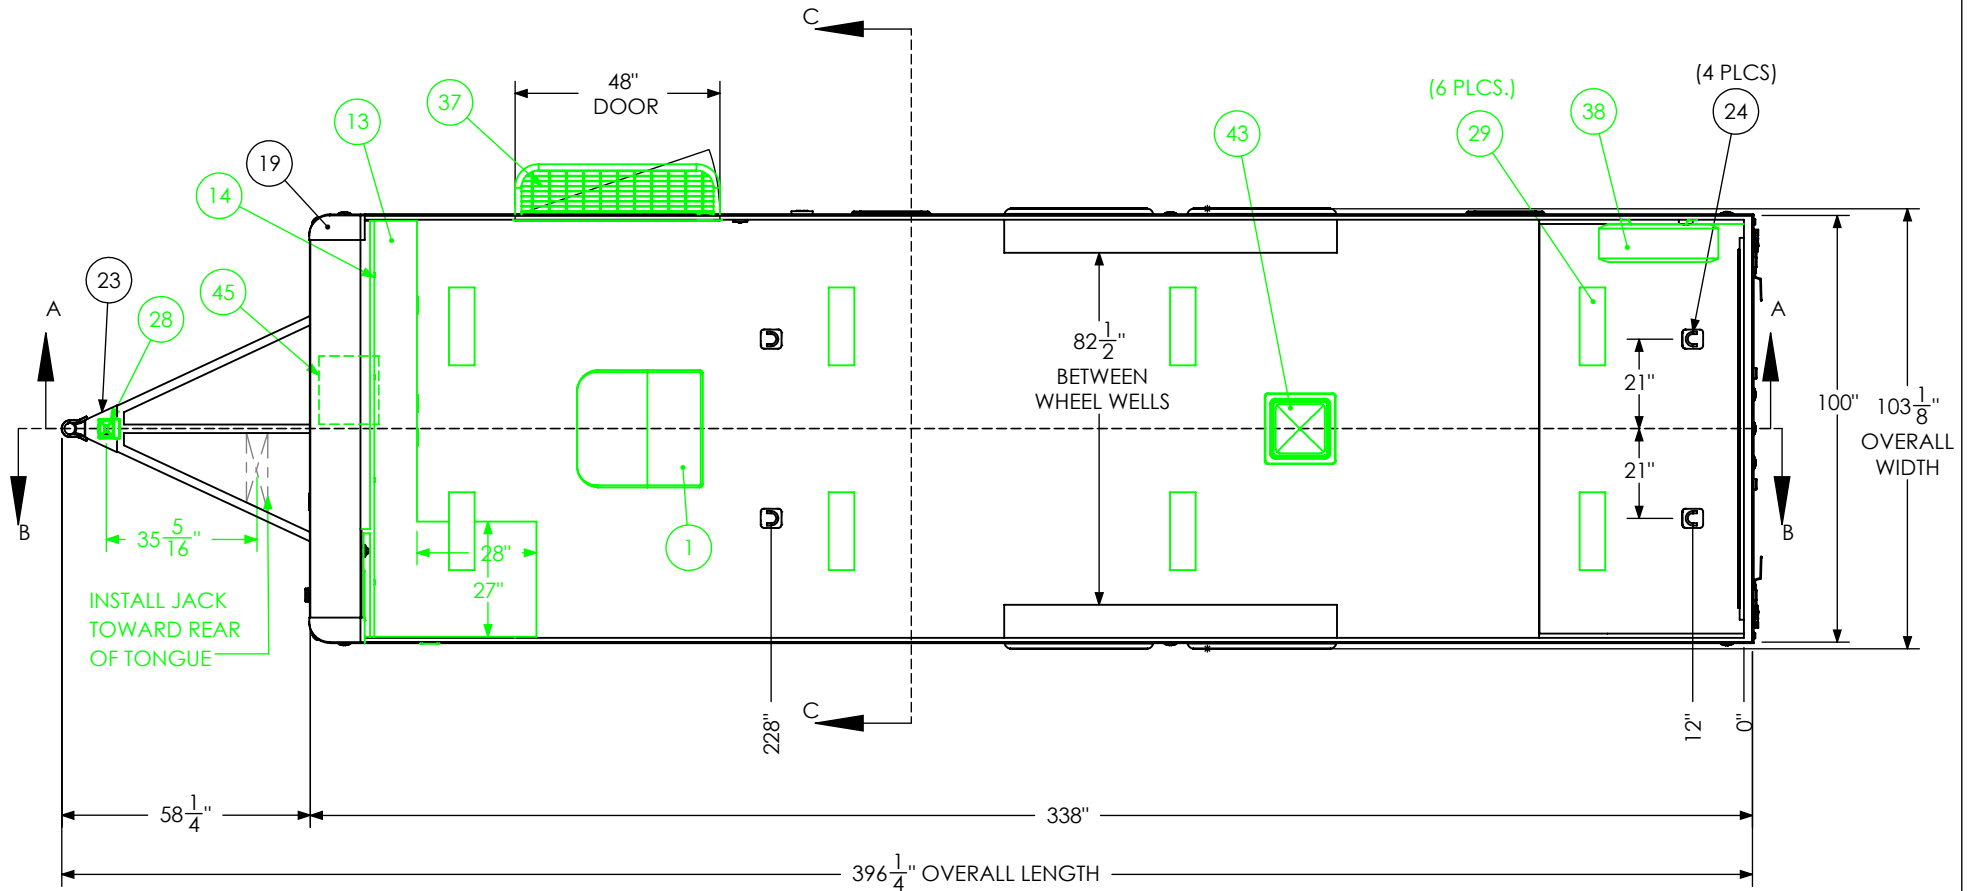 C
48"
DOOR
(4 PLCS)
(6 PLCS.)
37
13
43
29
38
24
19
14
23
45
28
A
A
82 1/2"
BETWEEN
WHEEL WELLS
21"
100"
103 1/8"
OVERALL
WIDTH
21"
B
B
35 5/16"
28"
27"
1
INSTALL JACK
TOWARD REAR
OF TONGUE
C
228"
12"
0"
58 1/4"
338"
396 1/4" OVERALL LENGTH